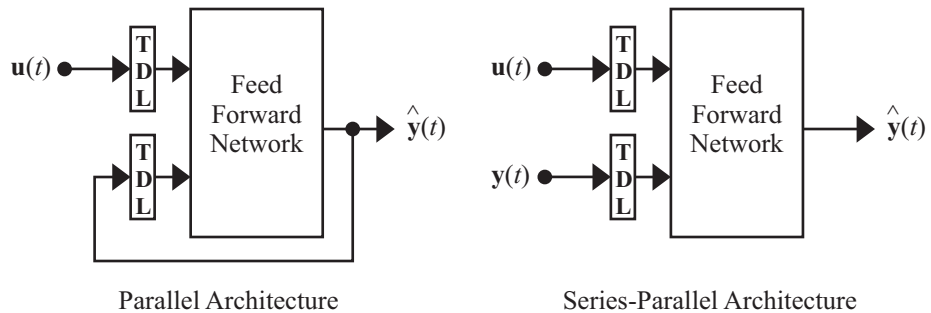 u(t)
T
D
L
T
D
L
Feed
Forward
Network
ŷ(t)
Parallel Architecture
u(t)
y(t)
T
D
L
T
D
L
Feed
Forward
Network
ŷ(t)
Series-Parallel Architecture